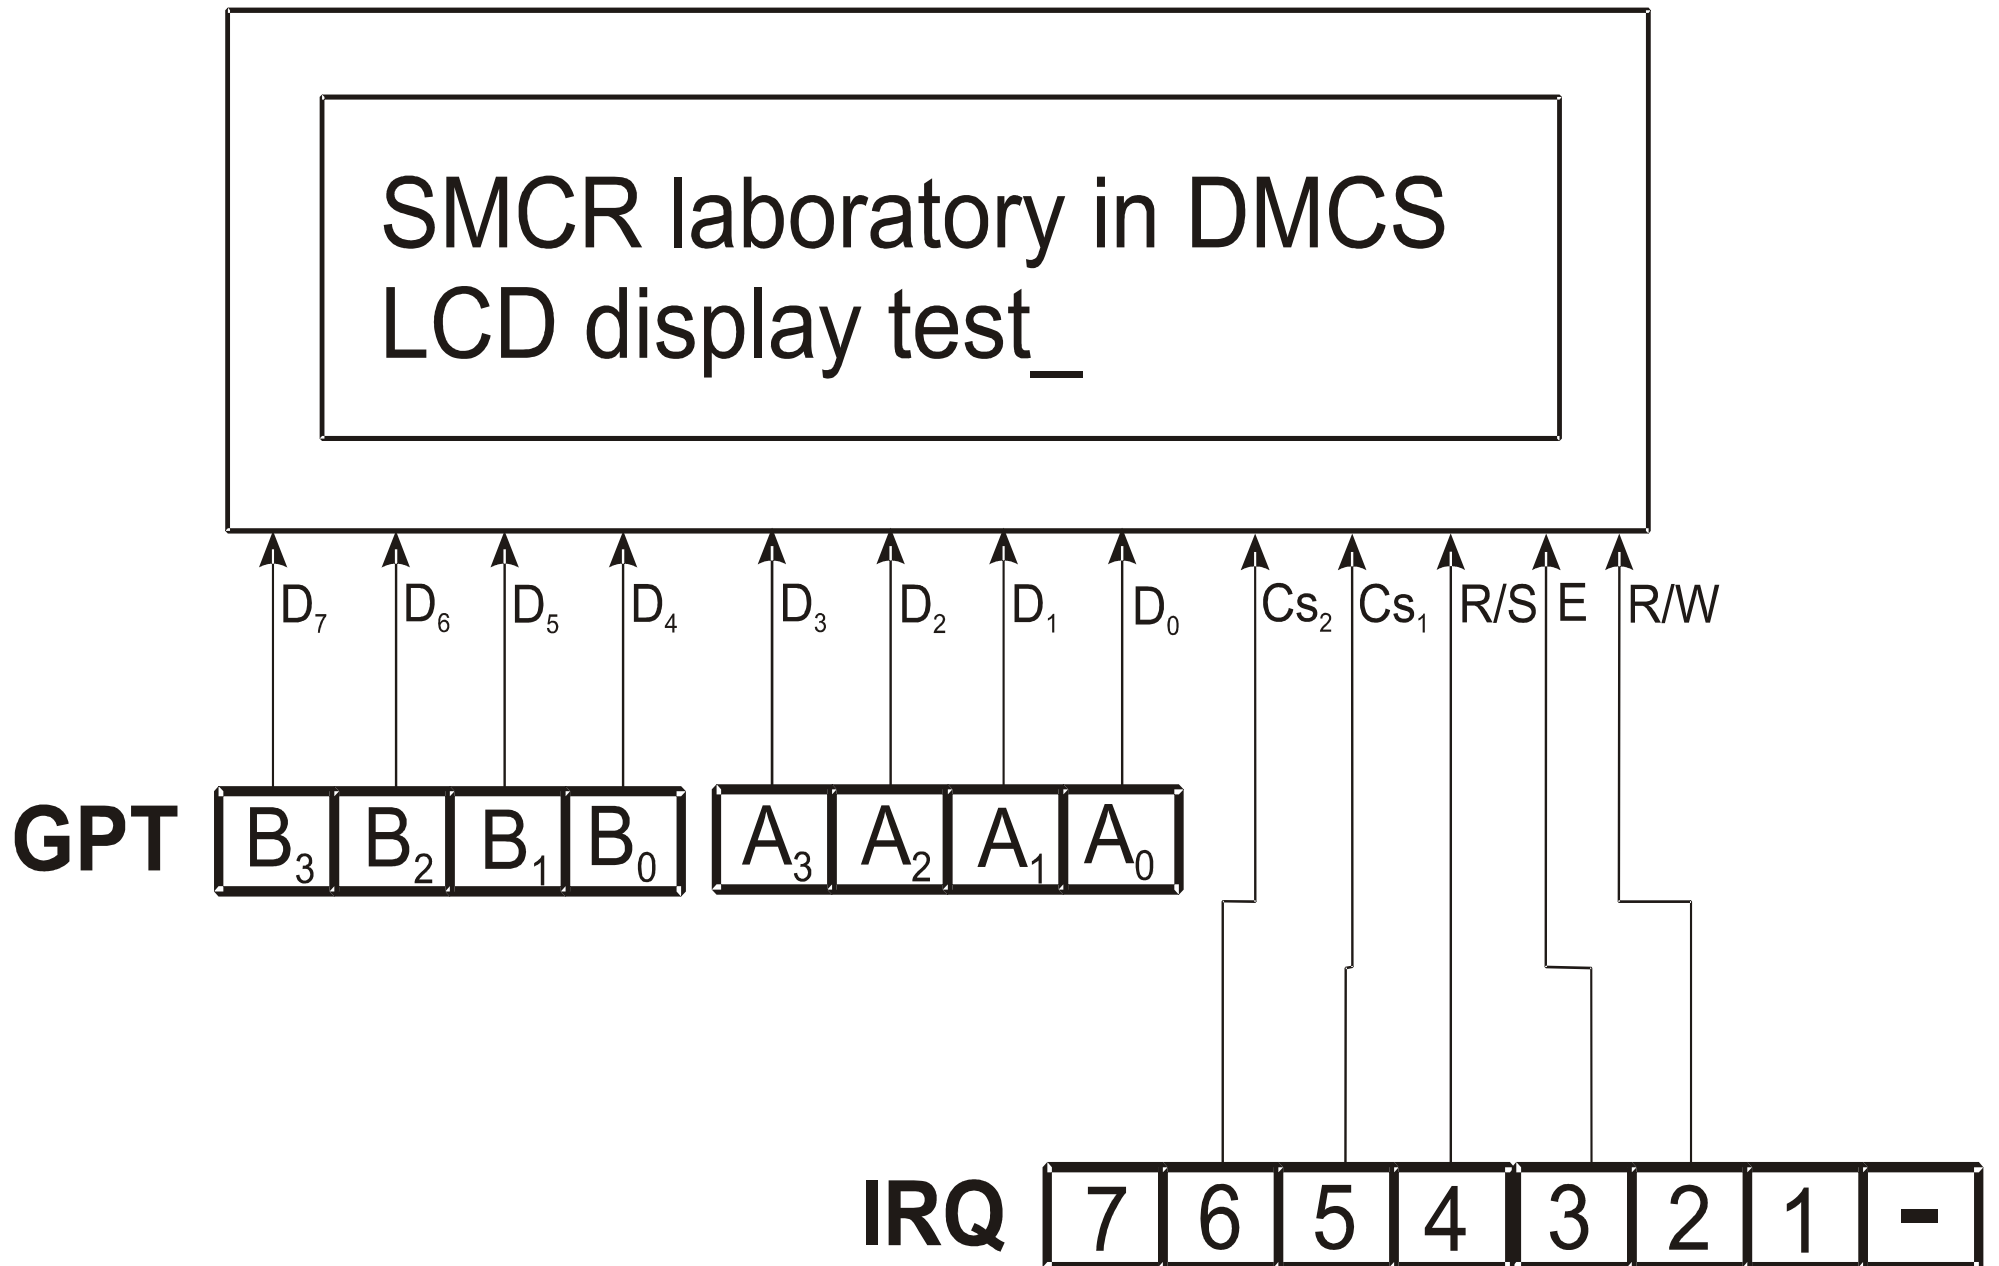 SMCR laboratory in DMCS
LCD display test_
D7 D6 D5 D4 D3 D2 D1 D0 Cs2 Cs1 R/S E R/W
GPT B3 B2 B1 B0 A3 A2 A1 A0
IRQ 7 6 5 4 3 2 1 -